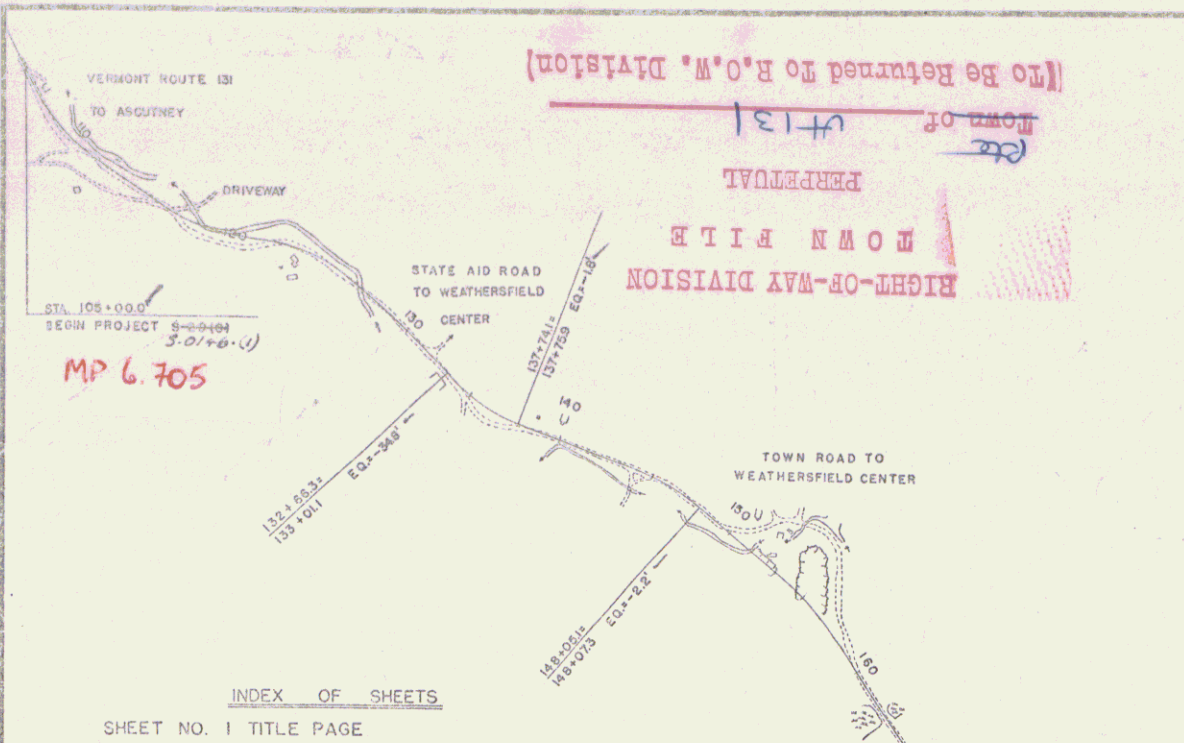 VERMONT ROUTE 131
TO ASCUTNEY
DRIVEWAY
STA. 105+00.0
BEGIN PROJECT S-29(8)
S-0146-(1)
MP 6.705
RIGHT-OF-WAY DIVISION
TOWN FILE
PERPETUAL
Rte
Town of VT 131
(To Be Returned To R.O.W. Division)
110
120
STATE AID ROAD
TO WEATHERSFIELD
CENTER
130
132+66.3=
133+01.1
EQ.=-34.8'
137+74.1=
137+75.9
EQ.=-1.8'
140
148+05.1=
148+07.3
EQ.=-2.2'
TOWN ROAD TO
WEATHERSFIELD CENTER
150
160
INDEX OF SHEETS
SHEET NO. 1 TITLE PAGE